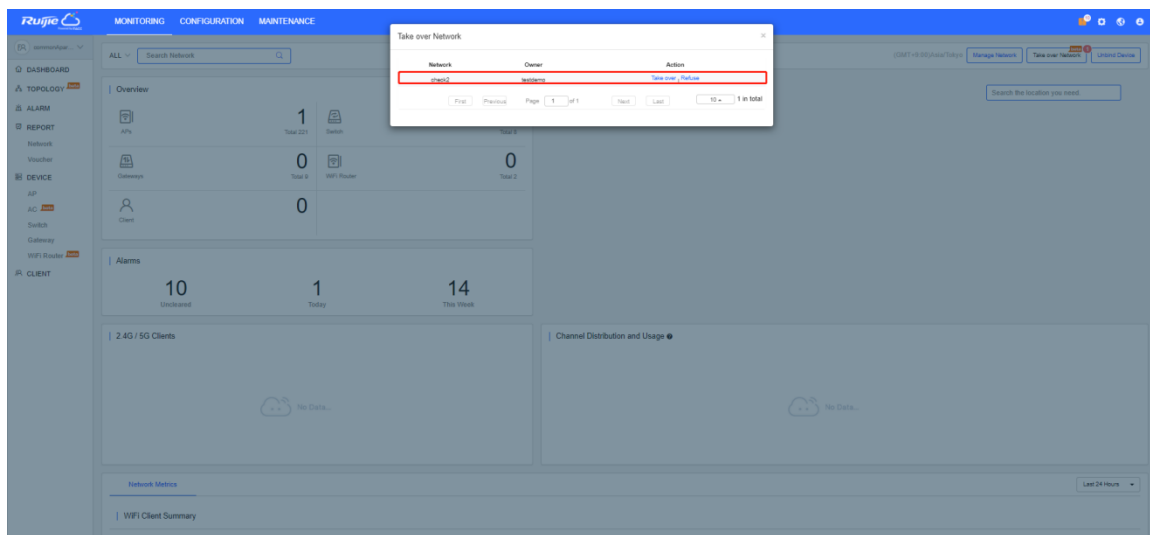 Ruijie MONITORING CONFIGURATION MAINTENANCE
Take over Network ×
ALL Search Network
(GMT+9:00)Asia/Tokyo Manage Network Take over Network Unbind Device
Network Owner Action
check2 testdemo Take over Refuse
First Previous Page 1 of 1 Next Last 10 1 in total
DASHBOARD
TOPOLOGY
ALARM
REPORT
Network
Voucher
DEVICE
AP
AC
Switch
Gateway
WiFi Router
CLIENT
Overview
Search the location you need.
1
APs Total 221 Switch
0 0
Gateways WiFi Router Total 2
0
Client
Alarms
10 1 14
Uncleared Today This Week
2.4G / 5G Clients Channel Distribution and Usage
No Data... No Data...
Network Metrics Last 24 Hours
WiFi Client Summary